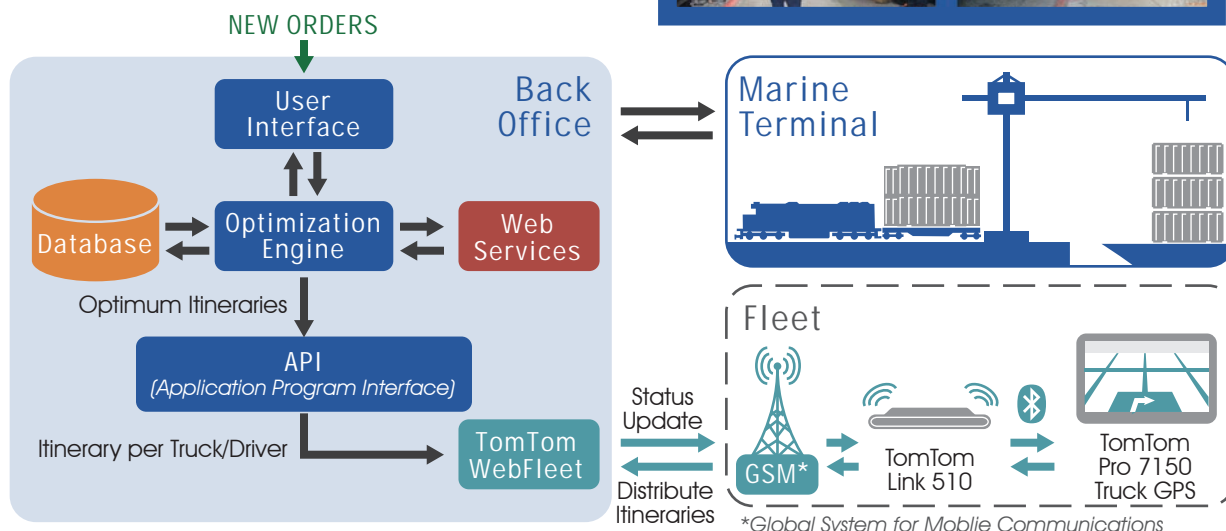 NEW ORDERS
Back
Office
User
Interface
Database
Optimization
Engine
Web
Services
Optimum Itineraries
API
(Application Program Interface)
Itinerary per Truck/Driver
TomTom
WebFleet
Marine
Terminal
Status
Update
Distribute
Itineraries
Fleet
GSM*
TomTom
Link 510
TomTom
Pro 7150
Truck GPS
*Global System for Moblie Communications